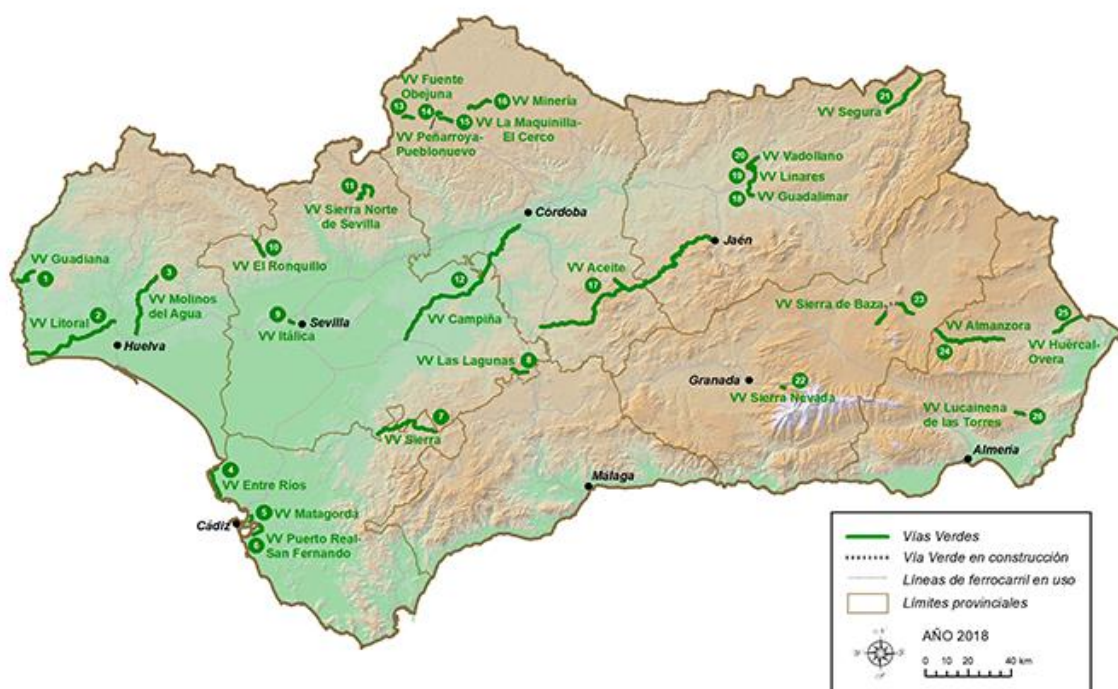 VV Fuente
Obejuna
13
14
16
VV Minería
15
VV La Maquinilla-
El Cerco
VV Peñarroya-
Pueblonuevo
21
VV Segura
20
VV Vadollano
19
VV Linares
18
VV Guadalimar
11
VV Sierra Norte
de Sevilla
Córdoba
10
VV El Ronquillo
Jaén
VV Guadiana
1
3
VV Molinos
del Agua
2
VV Litoral
Huelva
9
Sevilla
VV Itálica
12
VV Campiña
VV Aceite
17
VV Sierra de Baza
23
VV Almanzora
24
25
VV Huércal-
Overa
VV Las Lagunas
8
Granada
22
VV Sierra Nevada
7
VV Sierra
VV Lucainena
de las Torres
26
Almería
4
VV Entre Ríos
Málaga
5
VV Matagorda
Cádiz
6
VV Puerto Real-
San Fernando
Vías Verdes
Vía Verde en construcción
Líneas de ferrocarril en uso
Límites provinciales
AÑO 2018
0 10 20 40 km